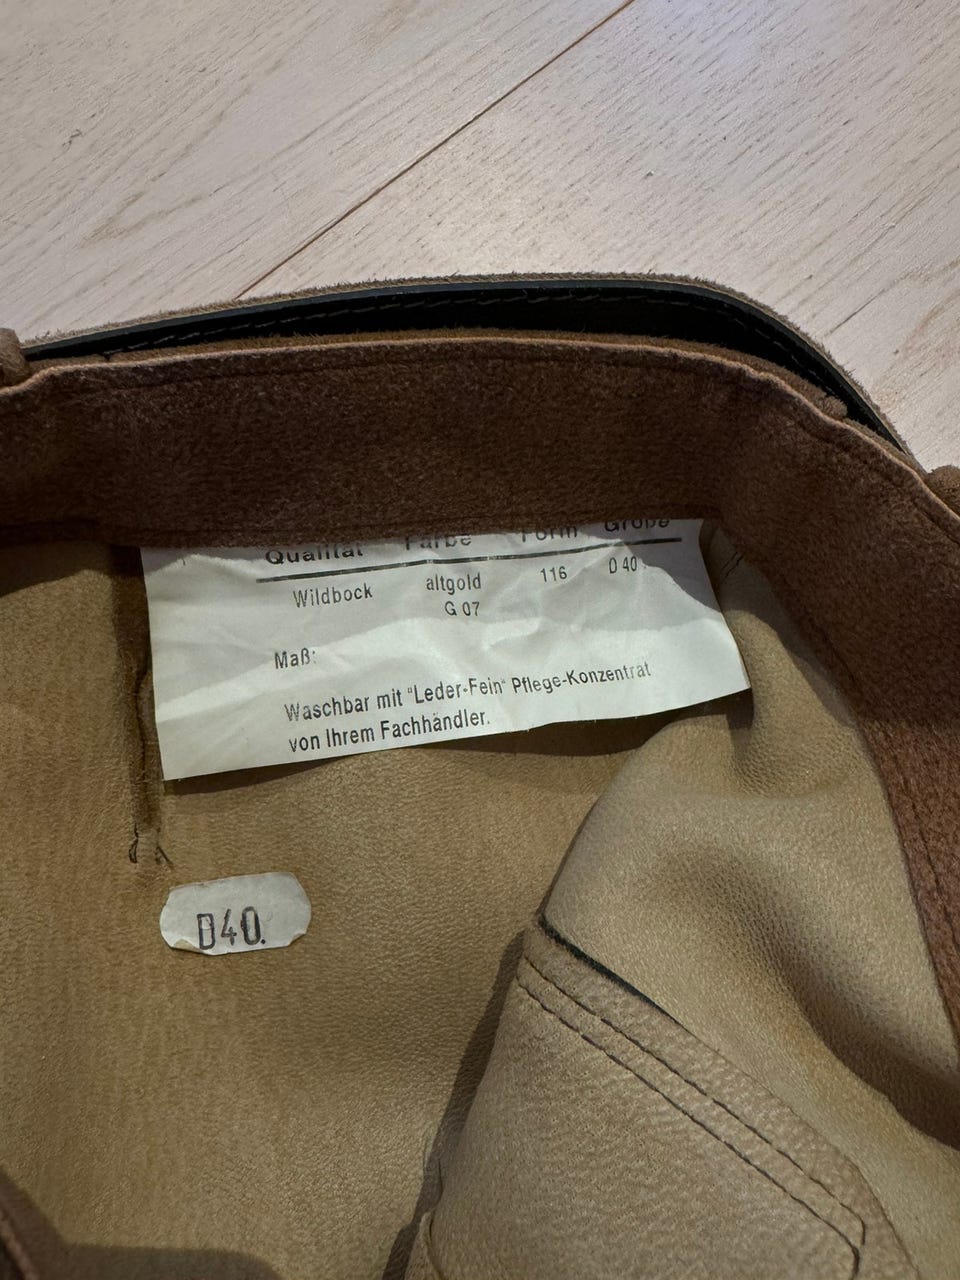 Qualität Farbe Form Größe
Wildbock altgold 116 D 40
G 07
Maß:
Waschbar mit "Leder-Fein" Pflege-Konzentrat
von Ihrem Fachhändler.
D40.